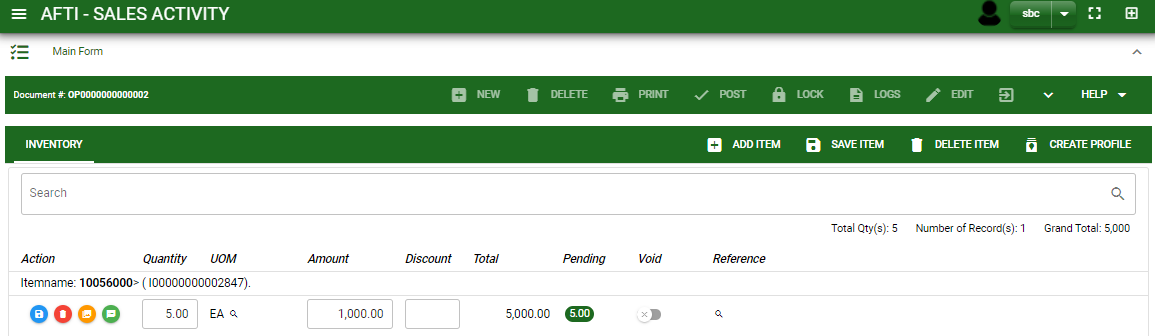 AFTI - SALES ACTIVITY sbc
Main Form
Document #: OP0000000000002 NEW DELETE PRINT POST LOCK LOGS EDIT HELP
INVENTORY ADD ITEM SAVE ITEM DELETE ITEM CREATE PROFILE
Search
Total Qty(s): 5 Number of Record(s): 1 Grand Total: 5,000
Action Quantity UOM Amount Discount Total Pending Void Reference
Itemname: 10056000> ( I00000000002847).
5.00 EA 1,000.00 5,000.00 5.00